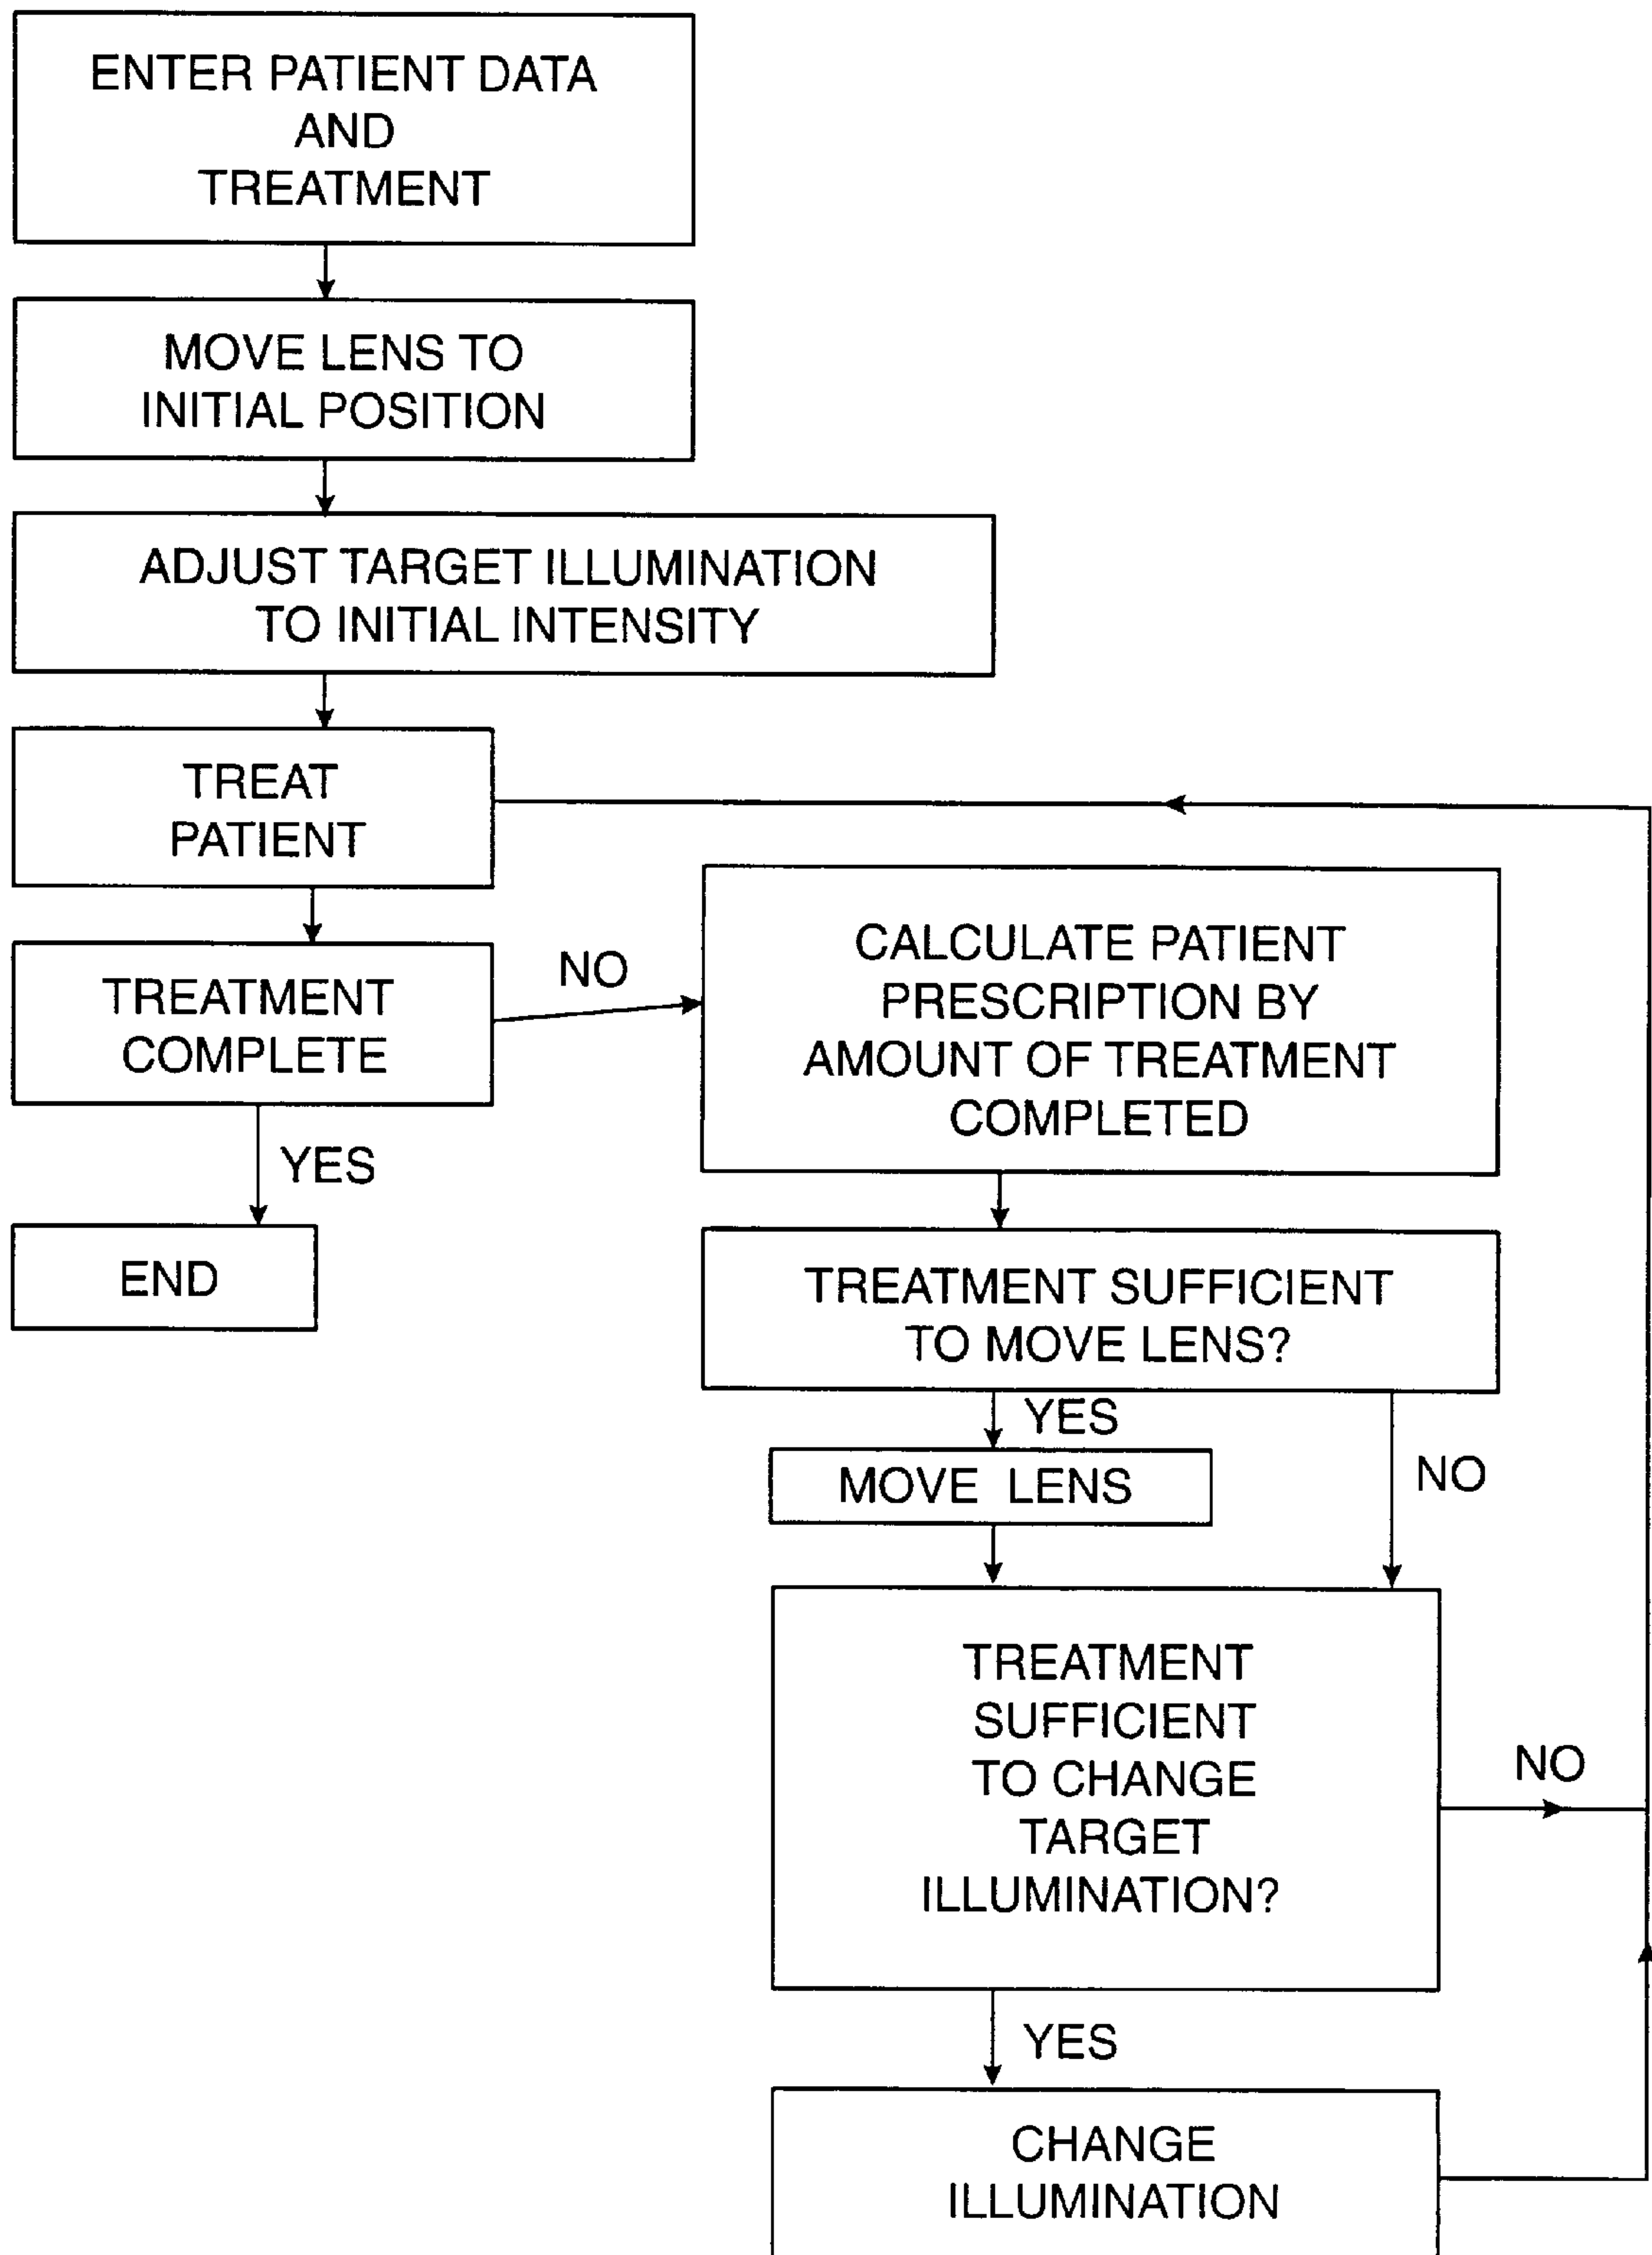 ENTER PATIENT DATA
AND
TREATMENT
MOVE LENS TO
INITIAL POSITION
ADJUST TARGET ILLUMINATION
TO INITIAL INTENSITY
TREAT
PATIENT
TREATMENT
COMPLETE
NO
YES
END
CALCULATE PATIENT
PRESCRIPTION BY
AMOUNT OF TREATMENT
COMPLETED
TREATMENT SUFFICIENT
TO MOVE LENS?
YES
NO
MOVE LENS
TREATMENT
SUFFICIENT
TO CHANGE
TARGET
ILLUMINATION?
NO
YES
CHANGE
ILLUMINATION